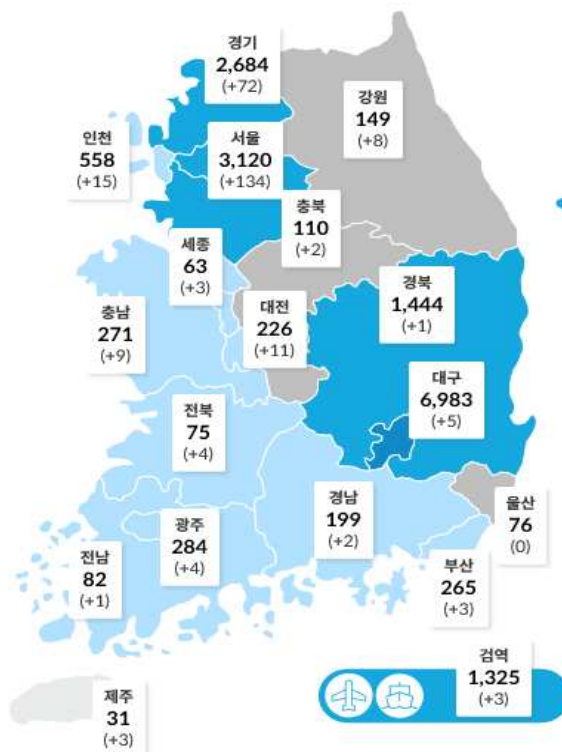 경기
2,684
(+72)
강원
149
(+8)
인천
558
(+15)
서울
3,120
(+134)
충북
110
(+2)
세종
63
(+3)
경북
1,444
(+1)
대전
226
(+11)
충남
271
(+9)
대구
6,983
(+5)
전북
75
(+4)
경남
199
(+2)
울산
76
(0)
광주
284
(+4)
전남
82
(+1)
부산
265
(+3)
검역
1,325
(+3)
제주
31
(+3)